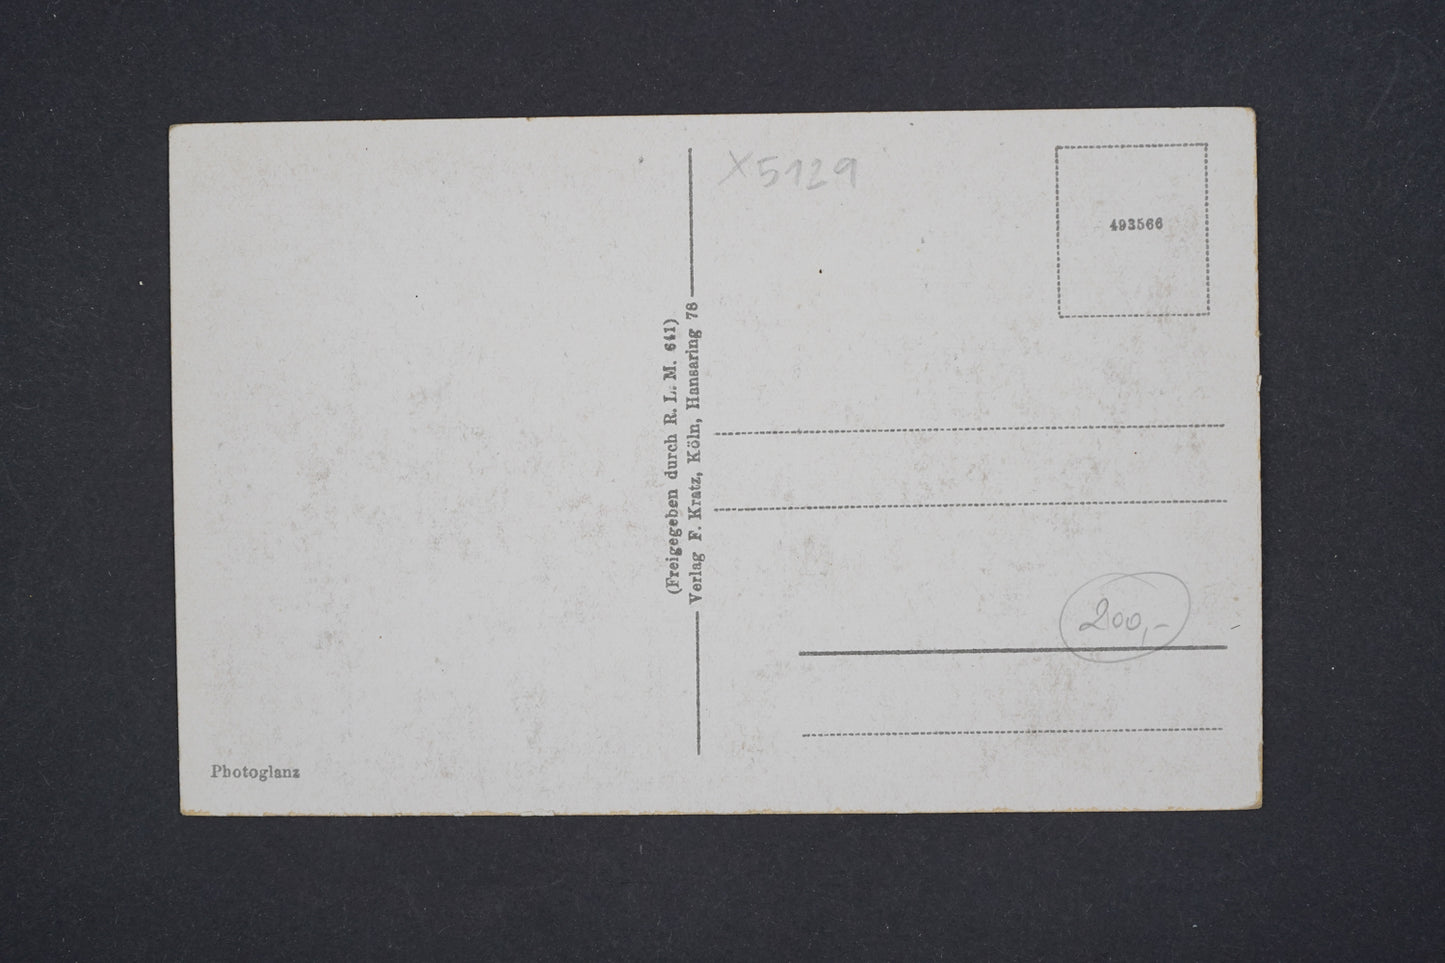 X5129
493566
(Freigegeben durch R. L. M. 641)
Verlag F. Kratz, Köln, Hansaring 78
200,-
Photoglanz